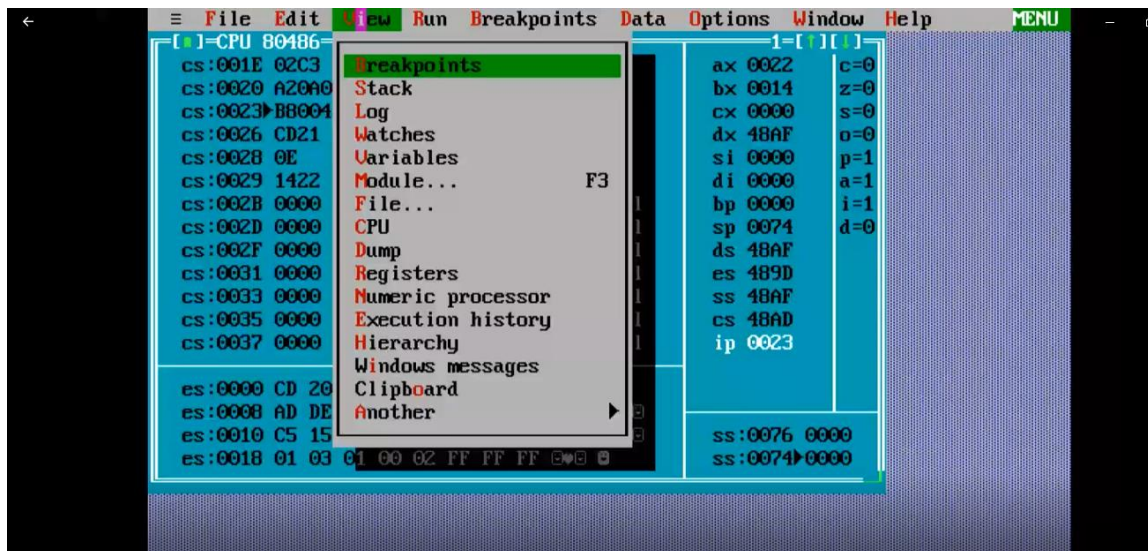 ≡ File Edit View Run Breakpoints Data Options Window Help MENU
[■]=CPU 80486 1=[↑][↓]
cs:001E 02C3 Breakpoints ax 0022 c=0
cs:0020 A20A0 Stack bx 0014 z=0
cs:0023►B8004 Log cx 0000 s=0
cs:0026 CD21 Watches dx 48AF o=0
cs:0028 0E Variables si 0000 p=1
cs:0029 1422 Module... F3 di 0000 a=1
cs:002B 0000 File... bp 0000 i=1
cs:002D 0000 CPU sp 0074 d=0
cs:002F 0000 Dump ds 48AF
cs:0031 0000 Registers es 489D
cs:0033 0000 Numeric processor ss 48AF
cs:0035 0000 Execution history cs 48AD
cs:0037 0000 Hierarchy ip 0023
Windows messages
es:0000 CD 20 Clipboard
es:0008 AD DE Another ►
es:0010 C5 15 ss:0076 0000
es:0018 01 03 01 00 02 FF FF FF ss:0074►0000